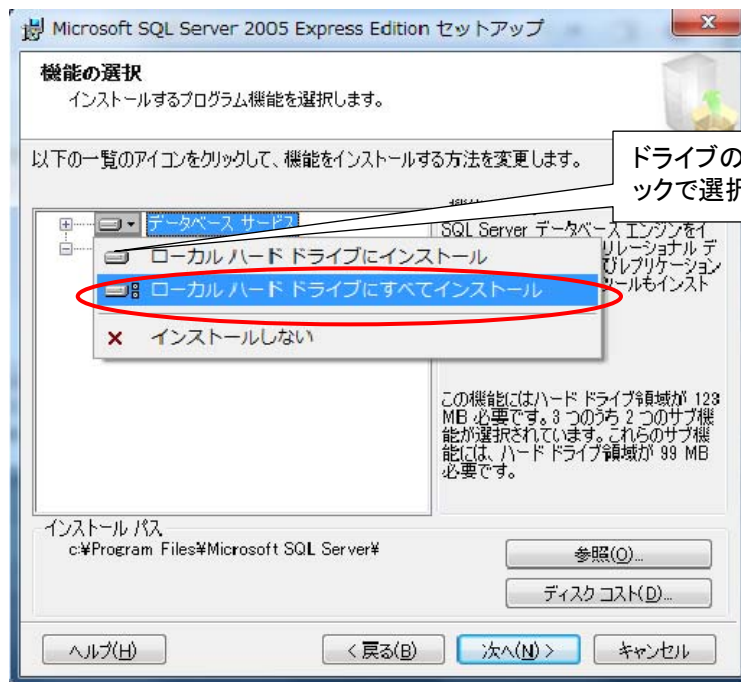 Microsoft SQL Server 2005 Express Edition セットアップ
機能の選択
インストールするプログラム機能を選択します。
以下の一覧のアイコンをクリックして、機能をインストールする方法を変更します。
ドライブの
ックで選択
データベース サービス
SQL Server データベース エンジンをイ
リレーショナル デ
びレプリケーション
ールもインスト
ローカル ハード ドライブにインストール
ローカル ハード ドライブにすべてインストール
× インストールしない
この機能にはハード ドライブ領域が 123
MB 必要です。3 つのうち 2 つのサブ機
能が選択されています。これらのサブ機
能には、ハード ドライブ領域が 99 MB
必要です。
インストール パス
c:¥Program Files¥Microsoft SQL Server¥
参照(O)...
ディスク コスト(D)...
ヘルプ(H)
< 戻る(B)
次へ(N) >
キャンセル